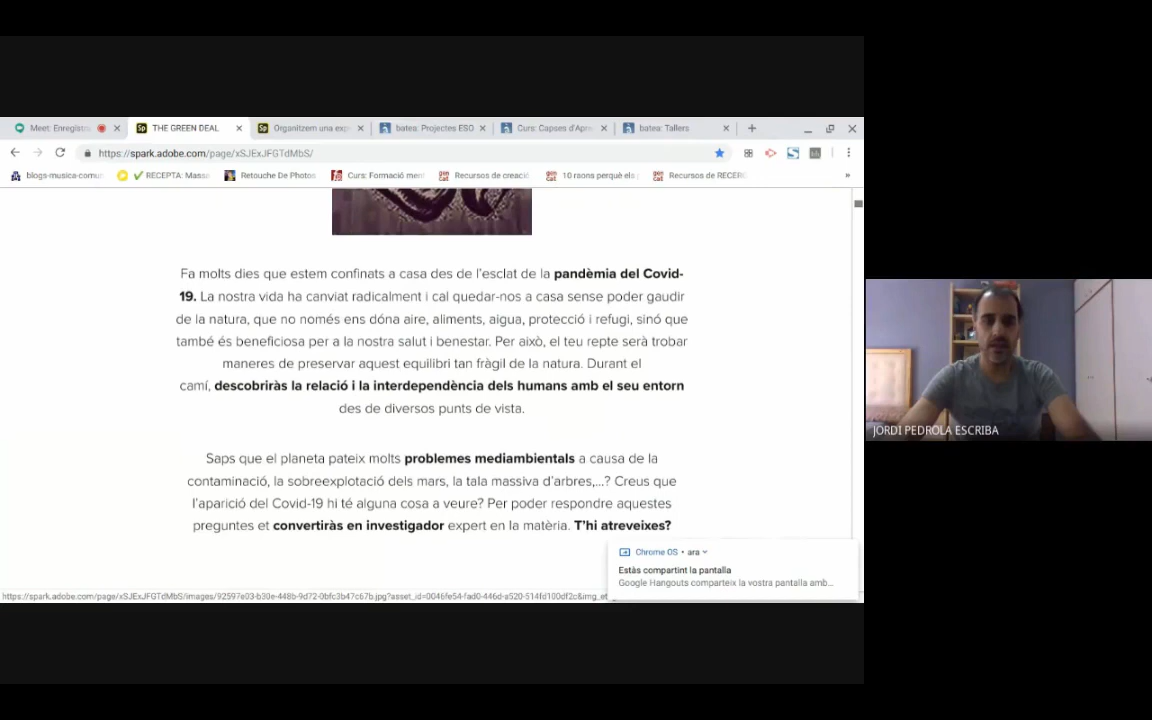 Meet: Enregistra
THE GREEN DEAL
Organitzem una exp
batea: Projectes ESO
Curs: Capses d'Apre
batea: Tallers
https://spark.adobe.com/page/xSJExJFGTdMbS/
blogs-musica-comun
RECEPTA: Massa
Retouche De Photos
Curs: Formació ment
Recursos de creació
10 raons perquè els
Recursos de RECERC
Fa molts dies que estem confinats a casa des de l'esclat de la pandèmia del Covid-
19. La nostra vida ha canviat radicalment i cal quedar-nos a casa sense poder gaudir
de la natura, que no només ens dóna aire, aliments, aigua, protecció i refugi, sinó que
també és beneficiosa per a la nostra salut i benestar. Per això, el teu repte serà trobar
maneres de preservar aquest equilibri tan fràgil de la natura. Durant el
camí, descobriràs la relació i la interdependència dels humans amb el seu entorn
des de diversos punts de vista.
Saps que el planeta pateix molts problemes mediambientals a causa de la
contaminació, la sobreexplotació dels mars, la tala massiva d'arbres,...? Creus que
l'aparició del Covid-19 hi té alguna cosa a veure? Per poder respondre aquestes
preguntes et convertiràs en investigador expert en la matèria. T'hi atreveixes?
Chrome OS • ara
Estàs compartint la pantalla
Google Hangouts comparteix la vostra pantalla amb...
JORDI PEDROLA ESCRIBA